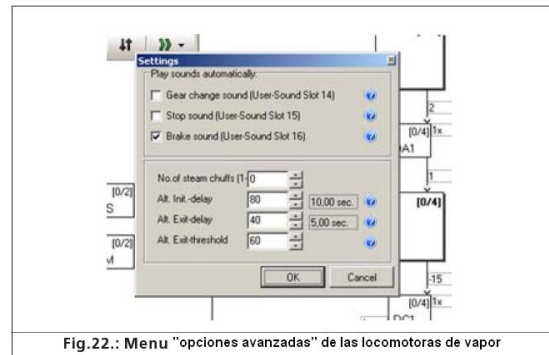 Settings
Play sounds automatically:
Gear change sound (User-Sound Slot 14)
Stop sound (User-Sound Slot 15)
Brake sound (User-Sound Slot 16)
No.of steam chuffs (1- 0
Alt. Init.-delay 80 10,00 sec.
Alt. Exit-delay 40 5,00 sec.
Alt. Exit-threshold 60
OK Cancel
2
[0/4] 1x
DA1
1
[0/2]
S
[0/4]
[0/2]
M
-15
[0/4] 1x
DC1
Fig.22.: Menu "opciones avanzadas" de las locomotoras de vapor